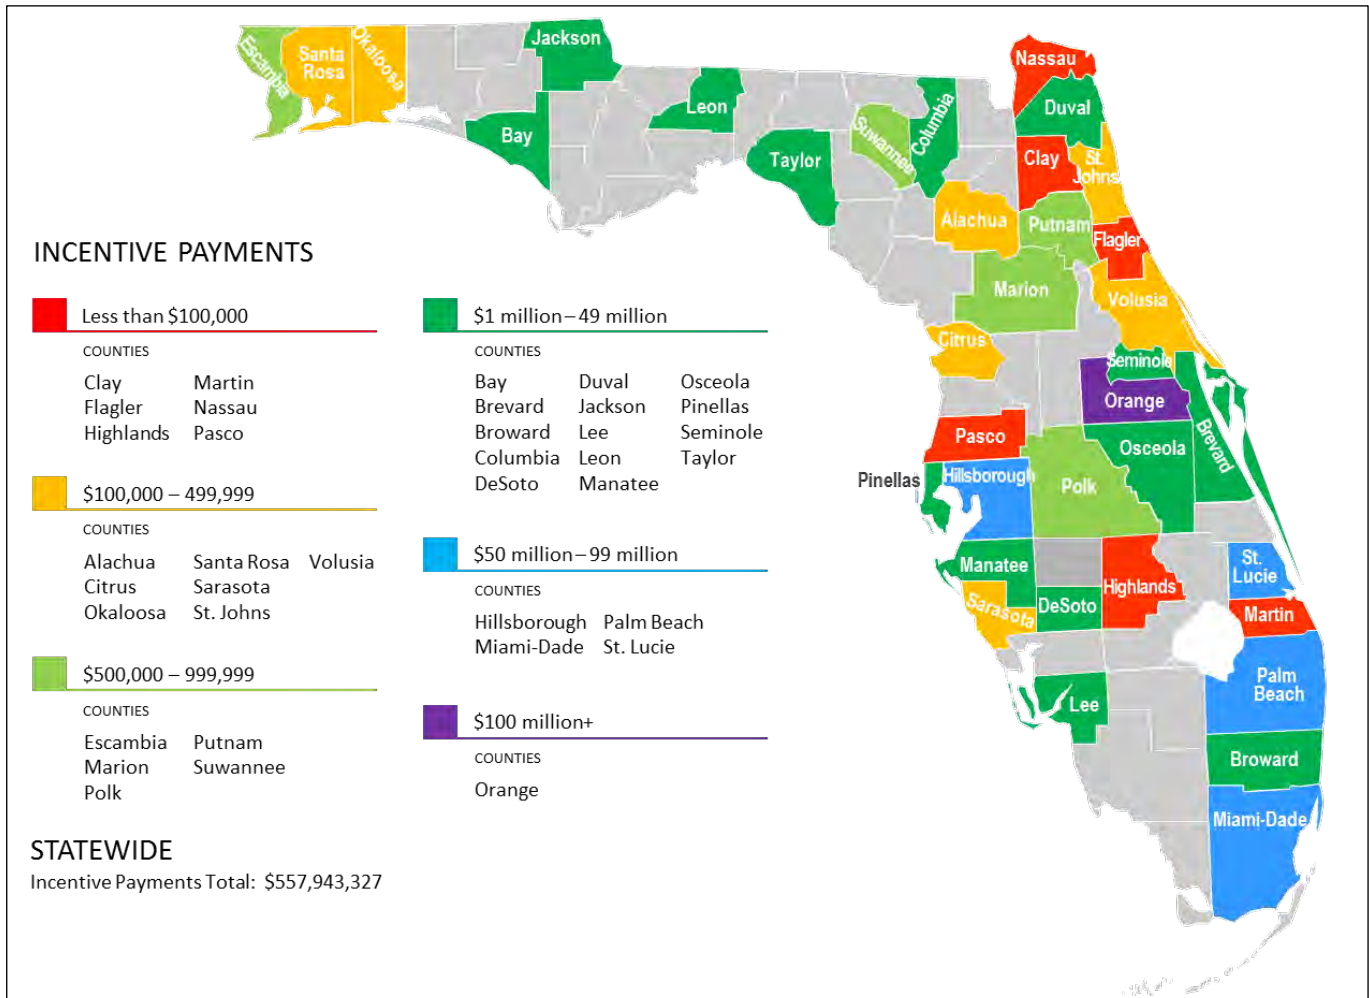 INCENTIVE PAYMENTS
Less than $100,000
COUNTIES
Clay Martin
Flagler Nassau
Highlands Pasco
$100,000 – 499,999
COUNTIES
Alachua Santa Rosa Volusia
Citrus Sarasota
Okaloosa St. Johns
$500,000 – 999,999
COUNTIES
Escambia Putnam
Marion Suwannee
Polk
$1 million – 49 million
COUNTIES
Bay Duval Osceola
Brevard Jackson Pinellas
Broward Lee Seminole
Columbia Leon Taylor
DeSoto Manatee
$50 million – 99 million
COUNTIES
Hillsborough Palm Beach
Miami-Dade St. Lucie
$100 million+
COUNTIES
Orange
STATEWIDE
Incentive Payments Total: $557,943,327
Escambia
Santa
Rosa
Okaloosa
Jackson
Bay
Leon
Taylor
Suwannee
Columbia
Nassau
Duval
Clay
St.
Johns
Alachua
Putnam
Flagler
Marion
Volusia
Citrus
Seminole
Orange
Pasco
Osceola
Brevard
Pinellas
Hillsborough
Polk
Manatee
Sarasota
DeSoto
Highlands
St.
Lucie
Martin
Palm
Beach
Lee
Broward
Miami-Dade